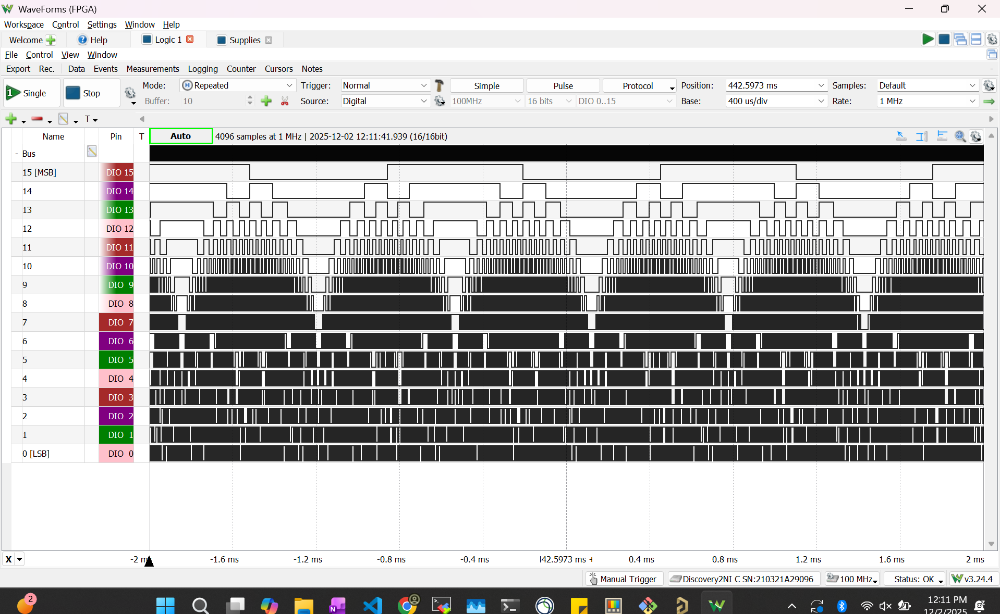 WaveForms (FPGA)
Workspace Control Settings Window Help
Welcome Help Logic 1 Supplies
File Control View Window
Export Rec. Data Events Measurements Logging Counter Cursors Notes -
1 Single Stop Mode: Repeated Trigger: Normal Simple Pulse Protocol Position: 442.5973 ms Samples: Default
Buffer: 10 Source: Digital 100MHz 16 bits DIO 0..15 Base: 400 us/div Rate: 1 MHz
T
Name Pin T Auto 4096 samples at 1 MHz | 2025-12-02 12:11:41.939 (16/16bit)
- Bus
15 [MSB] DIO 15
14 DIO 14
13 DIO 13
12 DIO 12
11 DIO 11
10 DIO 10
9 DIO 9
8 DIO 8
7 DIO 7
6 DIO 6
5 DIO 5
4 DIO 4
3 DIO 3
2 DIO 2
1 DIO 1
0 [LSB] DIO 0
X -2 m -1.6 ms -1.2 ms -0.8 ms -0.4 ms 442.5973 ms 0.4 ms 0.8 ms 1.2 ms 1.6 ms 2 ms
Manual Trigger Discovery2NI C SN:210321A29096 100 MHz Status: OK v3.24.4
2 12:11 PM
12/2/2025